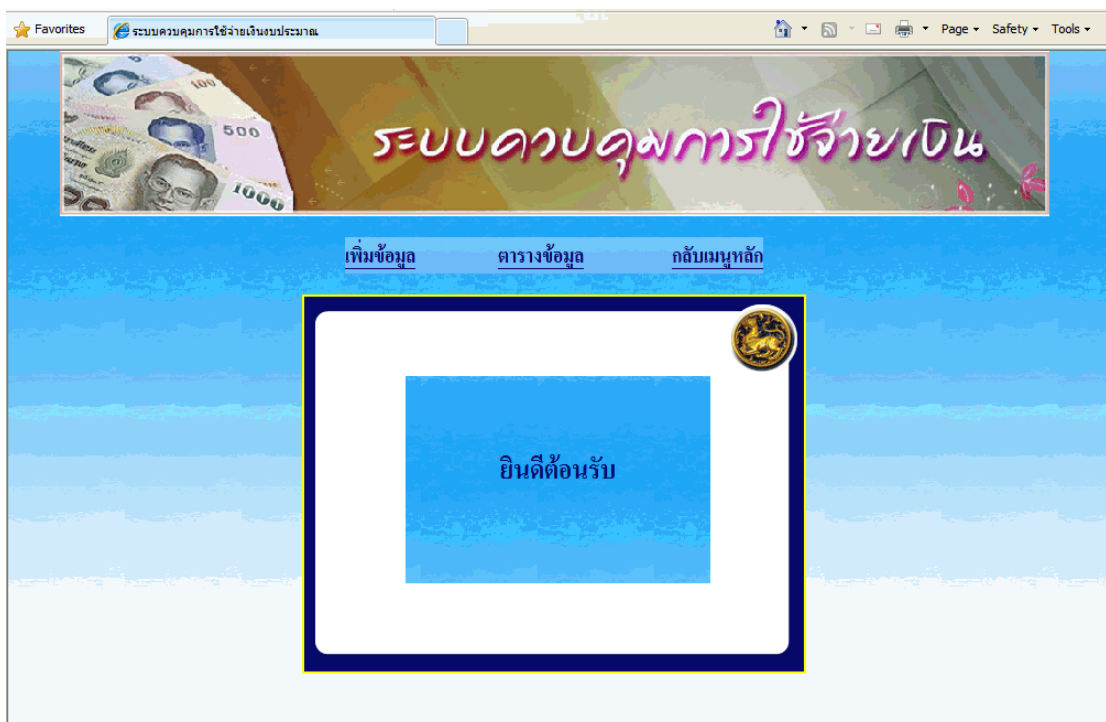 Favorites ระบบควบคุมการใช้จ่ายเงินงบประมาณ Page Safety Tools
100
500
1000
ระบบควบคุมการใช้จ่ายเงิน
เพิ่มข้อมูล ตารางข้อมูล กลับเมนูหลัก
ยินดีต้อนรับ